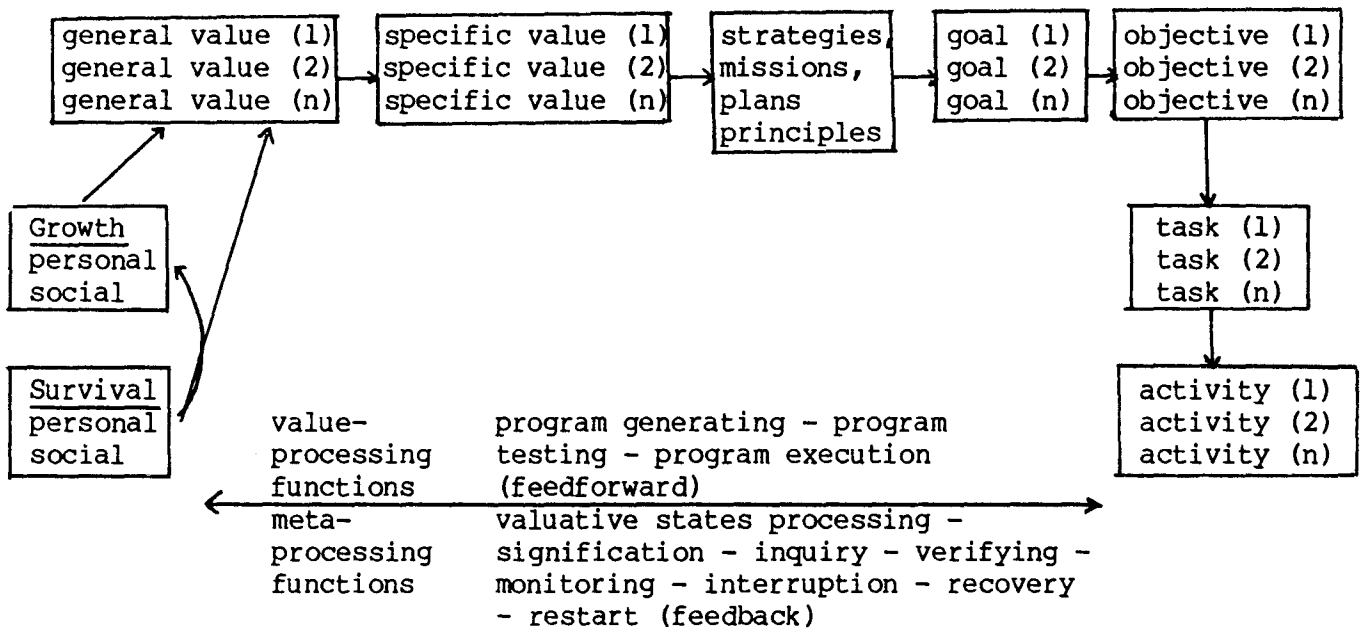 general value (1)
general value (2)
general value (n)
specific value (1)
specific value (2)
specific value (n)
strategies,
missions,
plans
principles
goal (1)
goal (2)
goal (n)
objective (1)
objective (2)
objective (n)
Growth
personal
social
task (1)
task (2)
task (n)
Survival
personal
social
activity (1)
activity (2)
activity (n)
value-
processing
functions
program generating - program
testing - program execution
(feedforward)
meta-
processing
functions
valuative states processing -
signification - inquiry - verifying -
monitoring - interruption - recovery
- restart (feedback)